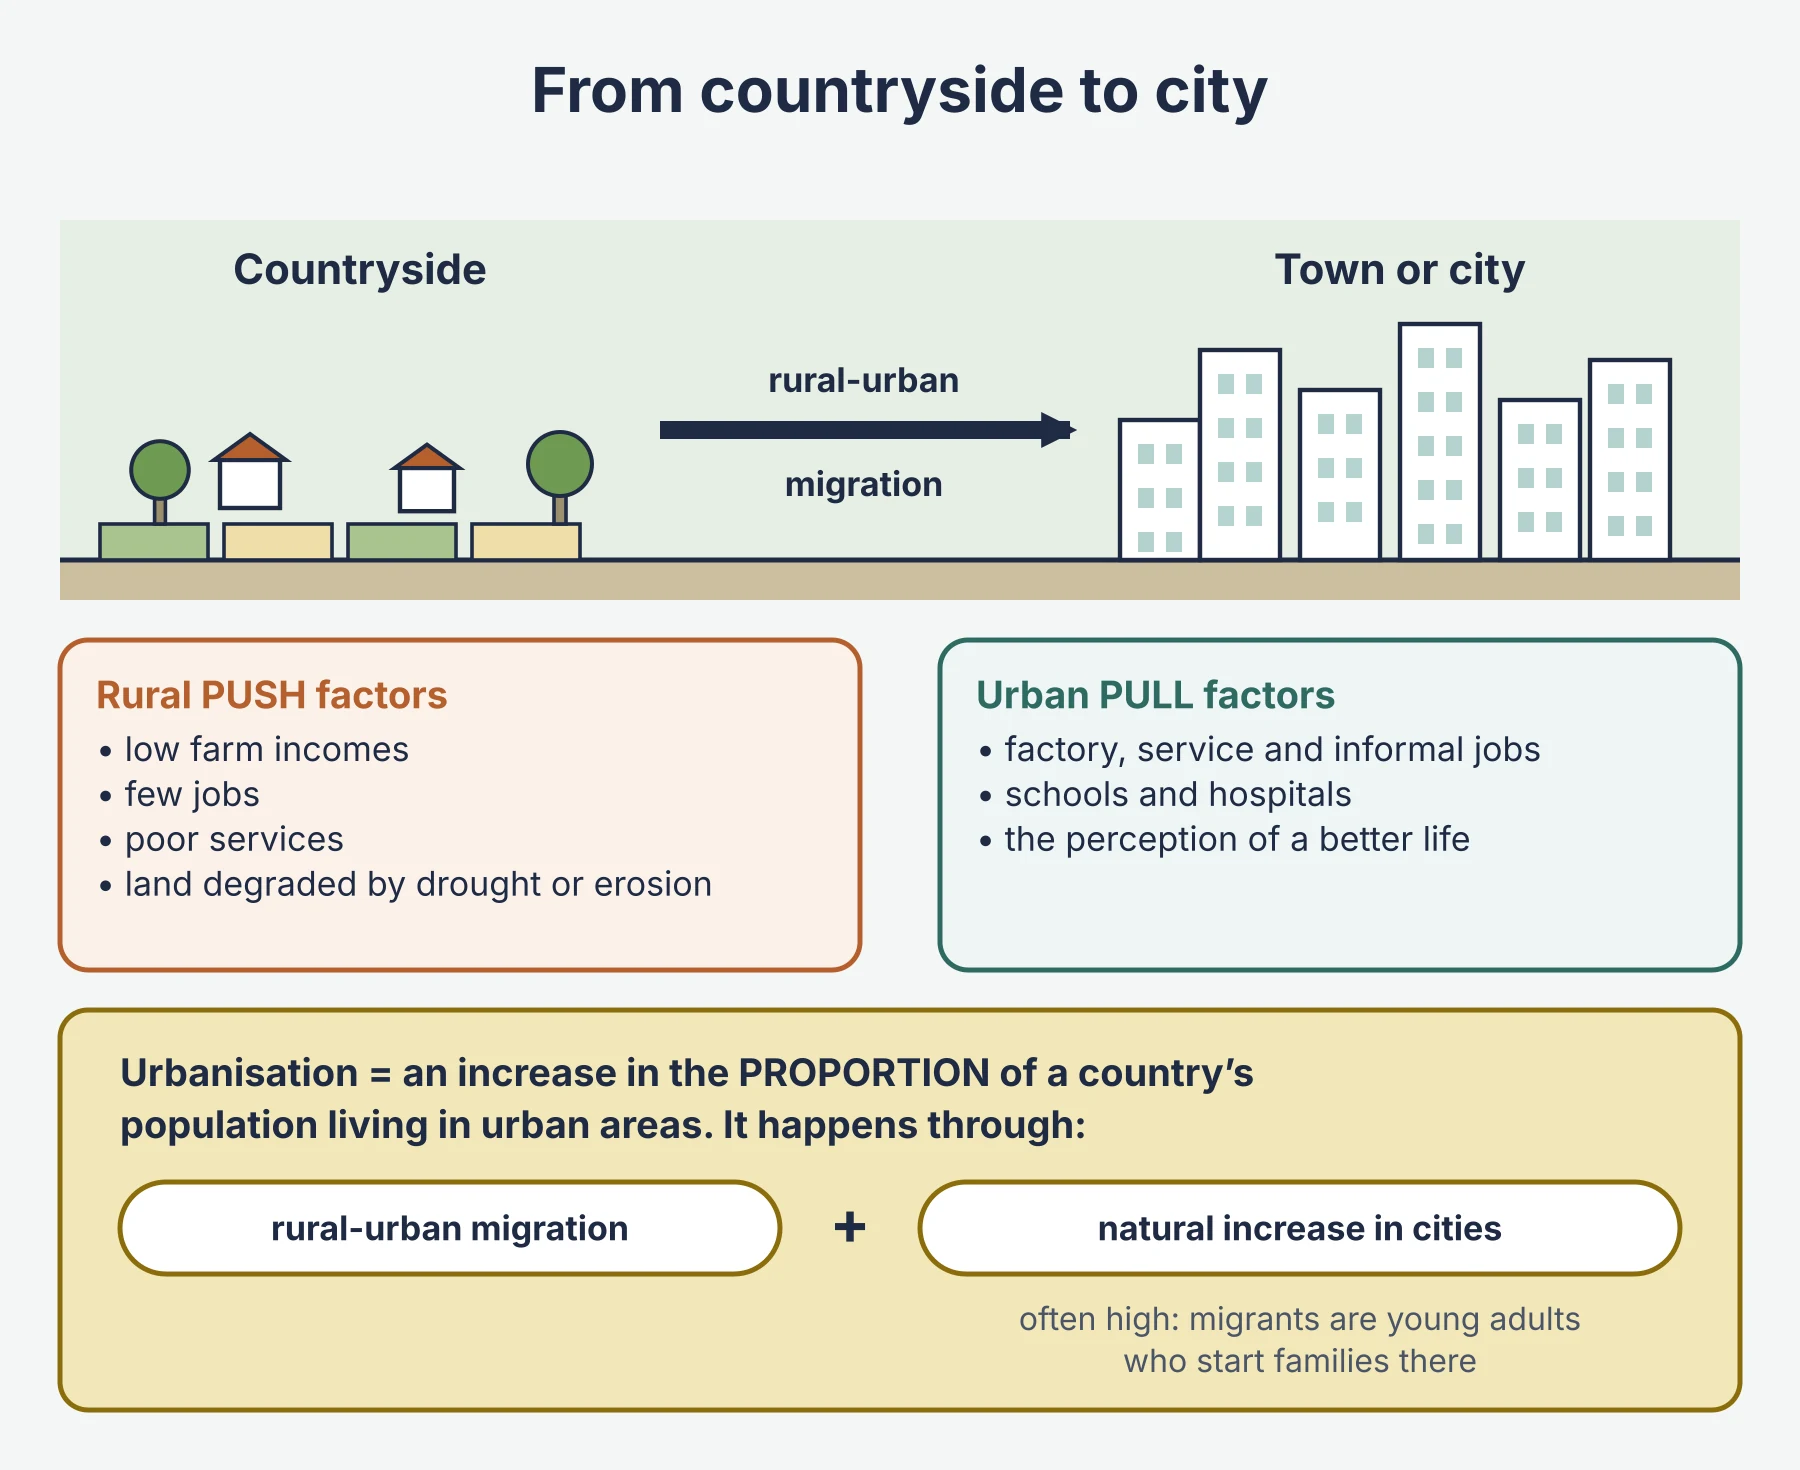 From countryside to city
Countryside
Town or city
rural-urban
migration
Rural PUSH factors
• low farm incomes
• few jobs
• poor services
• land degraded by drought or erosion
Urban PULL factors
• factory, service and informal jobs
• schools and hospitals
• the perception of a better life
Urbanisation = an increase in the PROPORTION of a country’s
population living in urban areas. It happens through:
rural-urban migration
+
natural increase in cities
often high: migrants are young adults
who start families there